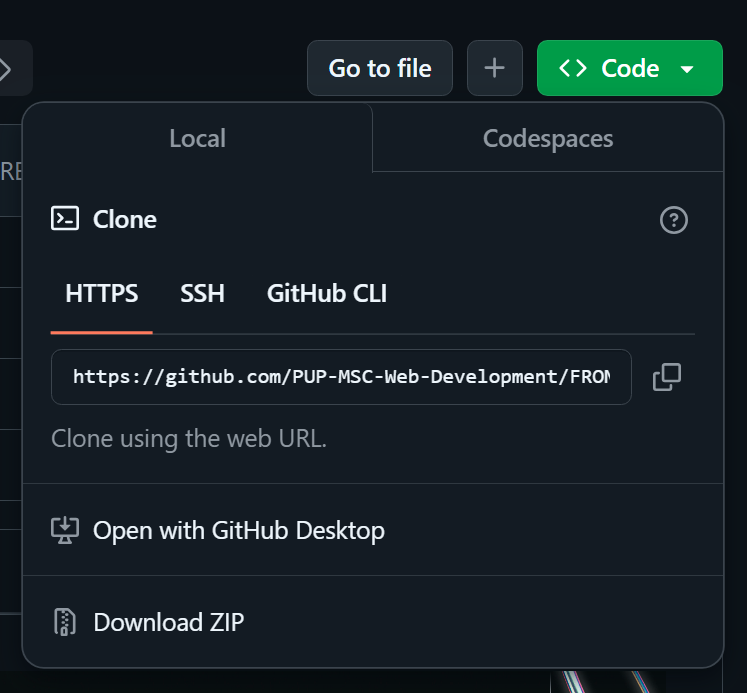 Go to file
Code
RE
Local
Codespaces
Clone
HTTPS
SSH
GitHub CLI
https://github.com/PUP-MSC-Web-Development/FRON
Clone using the web URL.
Open with GitHub Desktop
Download ZIP